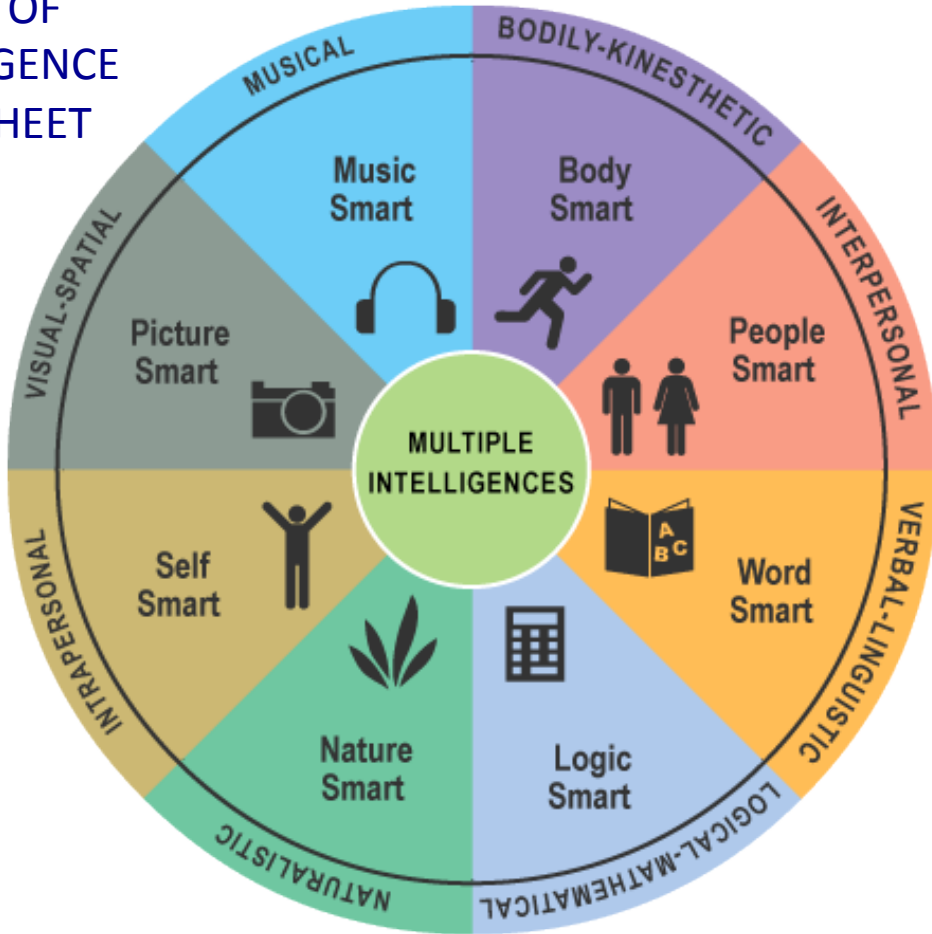 OF
GENCE
HEET
MUSICAL
BODILY-KINESTHETIC
INTERPERSONAL
VERBAL-LINGUISTIC
LOGICAL-MATHEMATICAL
NATURALISTIC
INTRAPERSONAL
VISUAL-SPATIAL
Music
Smart
Body
Smart
People
Smart
A
B C
Word
Smart
Logic
Smart
Nature
Smart
Self
Smart
Picture
Smart
MULTIPLE
INTELLIGENCES